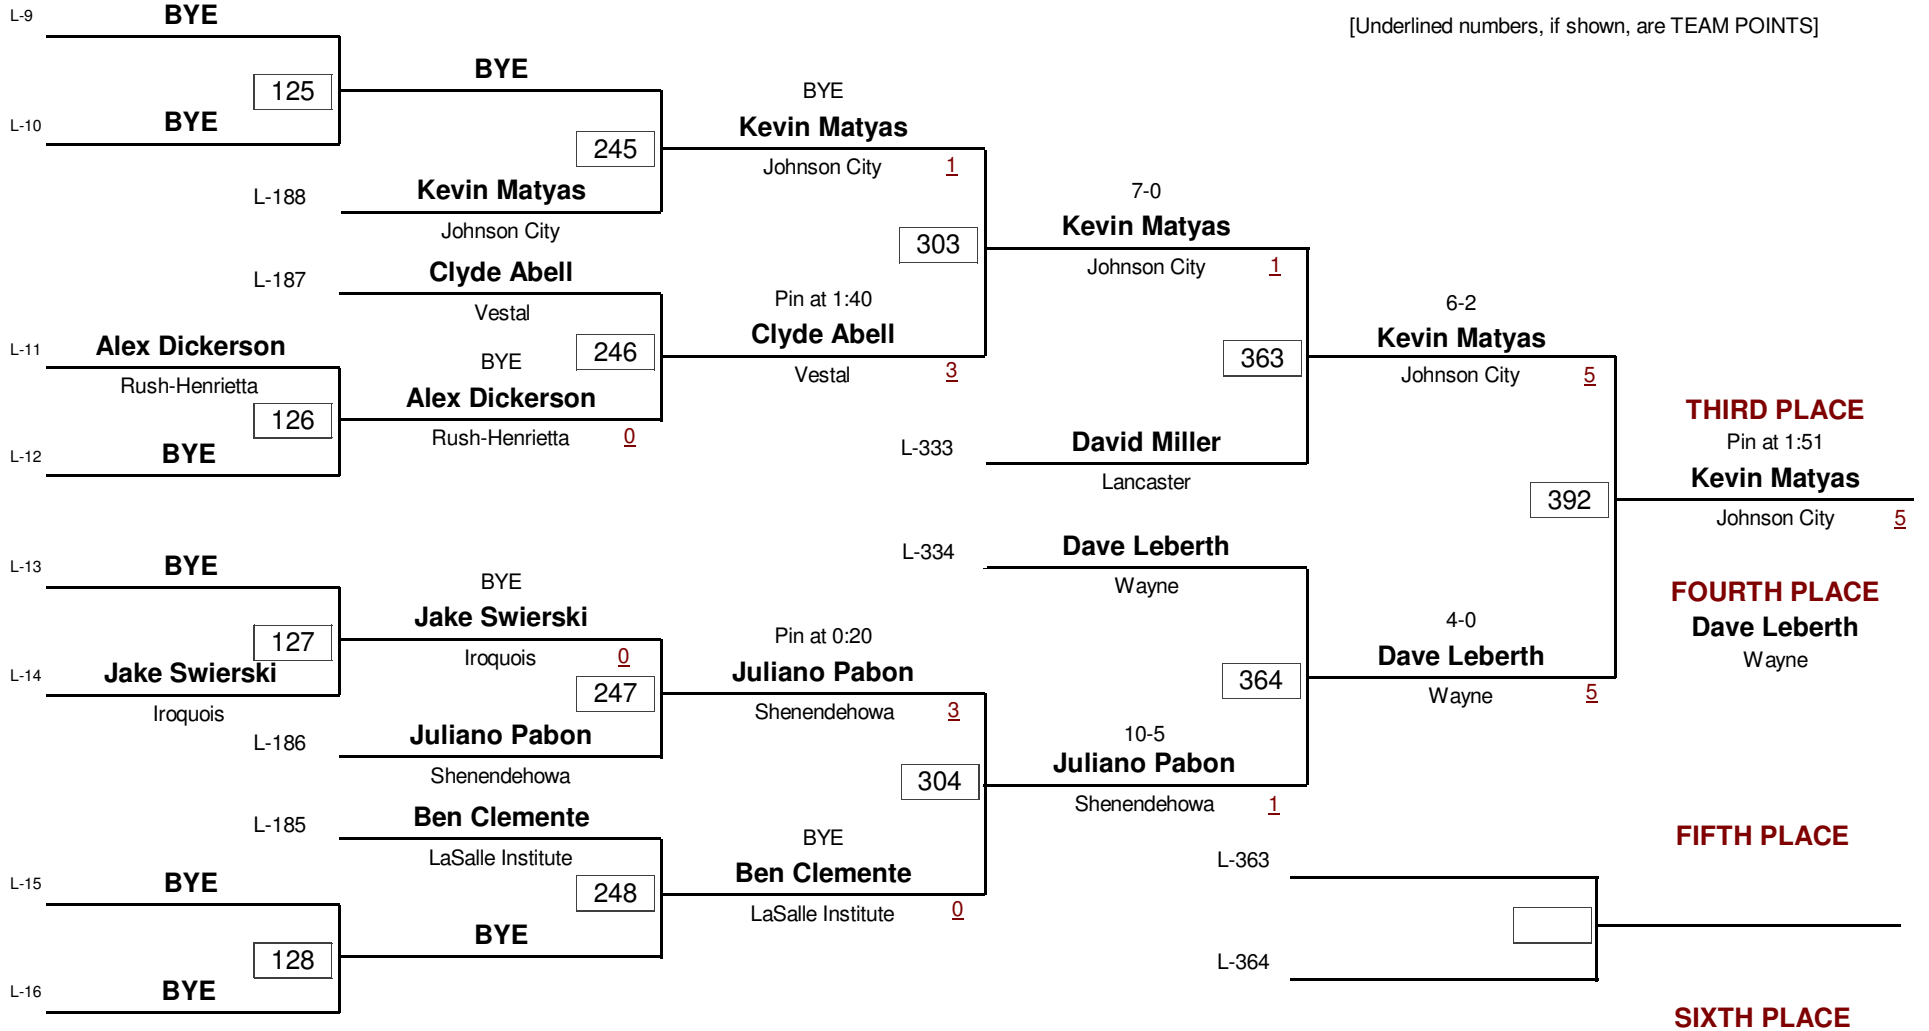 [Underlined numbers, if shown, are TEAM POINTS]
L-9
BYE
125
L-10
BYE
BYE
245
L-188
Kevin Matyas
Johnson City
BYE
Kevin Matyas
Johnson City
1
L-187
Clyde Abell
Vestal
L-11
Alex Dickerson
Rush-Henrietta
126
L-12
BYE
BYE
Alex Dickerson
Rush-Henrietta
0
246
Pin at 1:40
Clyde Abell
Vestal
3
303
7-0
Kevin Matyas
Johnson City
1
363
L-333
David Miller
Lancaster
6-2
Kevin Matyas
Johnson City
5
392
THIRD PLACE
Pin at 1:51
Kevin Matyas
Johnson City
5
FOURTH PLACE
Dave Leberth
Wayne
L-13
BYE
127
L-14
Jake Swierski
Iroquois
BYE
Jake Swierski
Iroquois
0
247
L-186
Juliano Pabon
Shenendehowa
Pin at 0:20
Juliano Pabon
Shenendehowa
3
L-185
Ben Clemente
LaSalle Institute
248
L-15
BYE
128
L-16
BYE
BYE
BYE
Ben Clemente
LaSalle Institute
0
304
L-334
Dave Leberth
Wayne
364
10-5
Juliano Pabon
Shenendehowa
1
4-0
Dave Leberth
Wayne
5
L-363
L-364
FIFTH PLACE
SIXTH PLACE